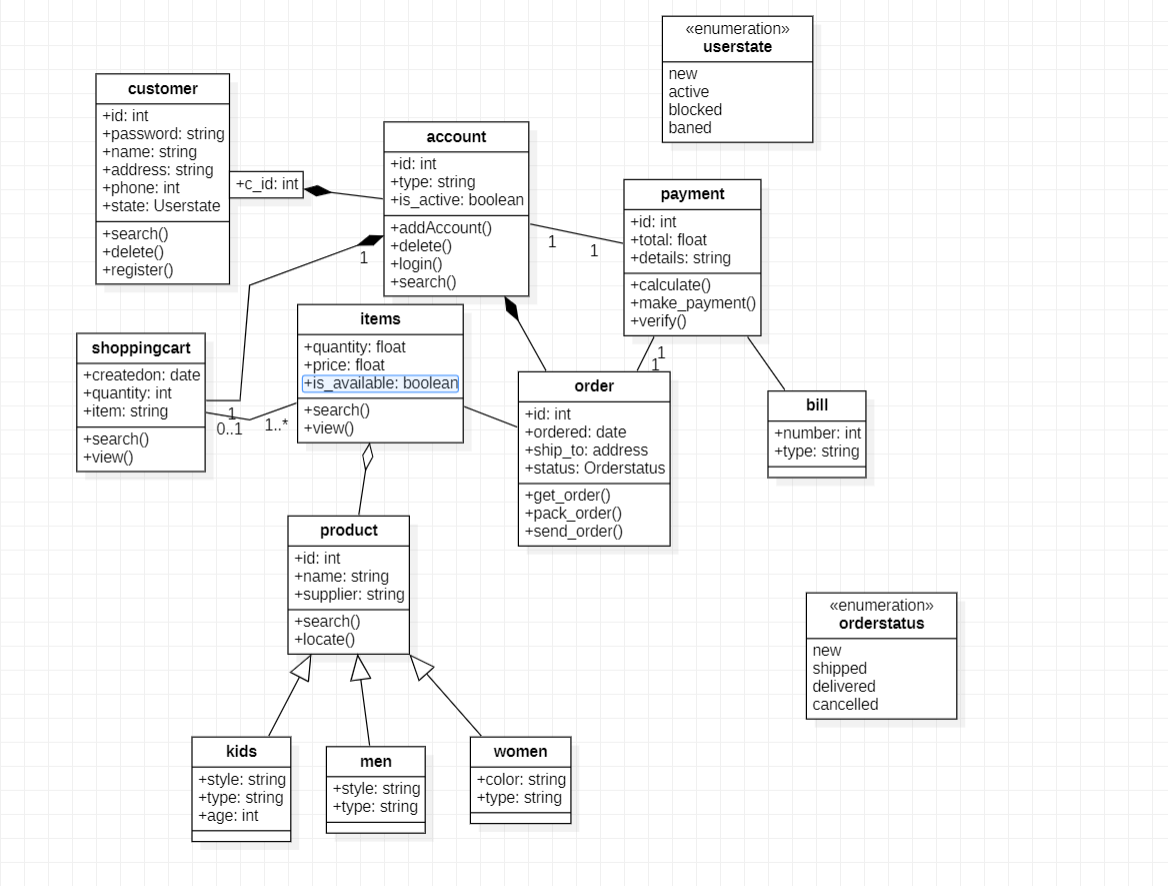 «enumeration»
userstate
new
active
blocked
baned
customer
+id: int
+password: string
+name: string
+address: string
+phone: int
+state: Userstate
+search()
+delete()
+register()
+c_id: int
account
+id: int
+type: string
+is_active: boolean
+addAccount()
+delete()
+login()
+search()
1
1
1
payment
+id: int
+total: float
+details: string
+calculate()
+make_payment()
+verify()
1
1
shoppingcart
+createdon: date
+quantity: int
+item: string
+search()
+view()
1
0..1
1..*
items
+quantity: float
+price: float
+is_available: boolean
+search()
+view()
order
+id: int
+ordered: date
+ship_to: address
+status: Orderstatus
+get_order()
+pack_order()
+send_order()
bill
+number: int
+type: string
product
+id: int
+name: string
+supplier: string
+search()
+locate()
«enumeration»
orderstatus
new
shipped
delivered
cancelled
kids
+style: string
+type: string
+age: int
men
+style: string
+type: string
women
+color: string
+type: string